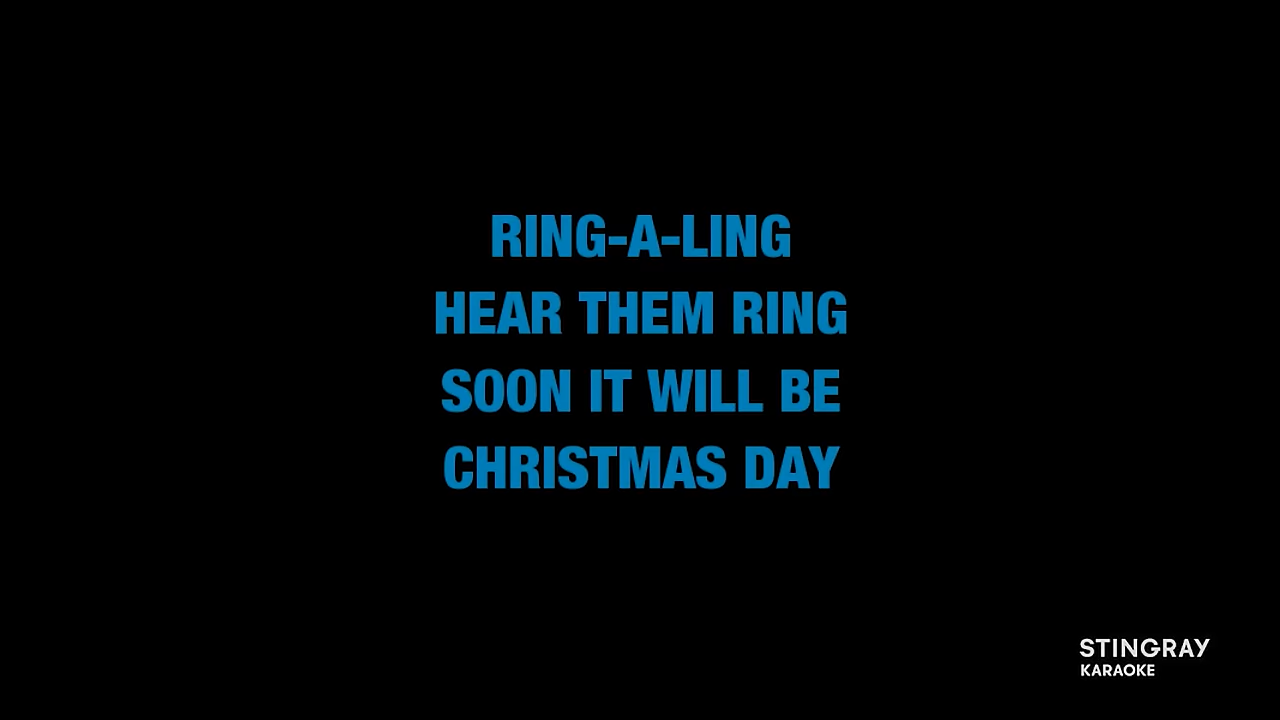 RING-A-LING
HEAR THEM RING
SOON IT WILL BE
CHRISTMAS DAY
STINGRAY
KARAOKE